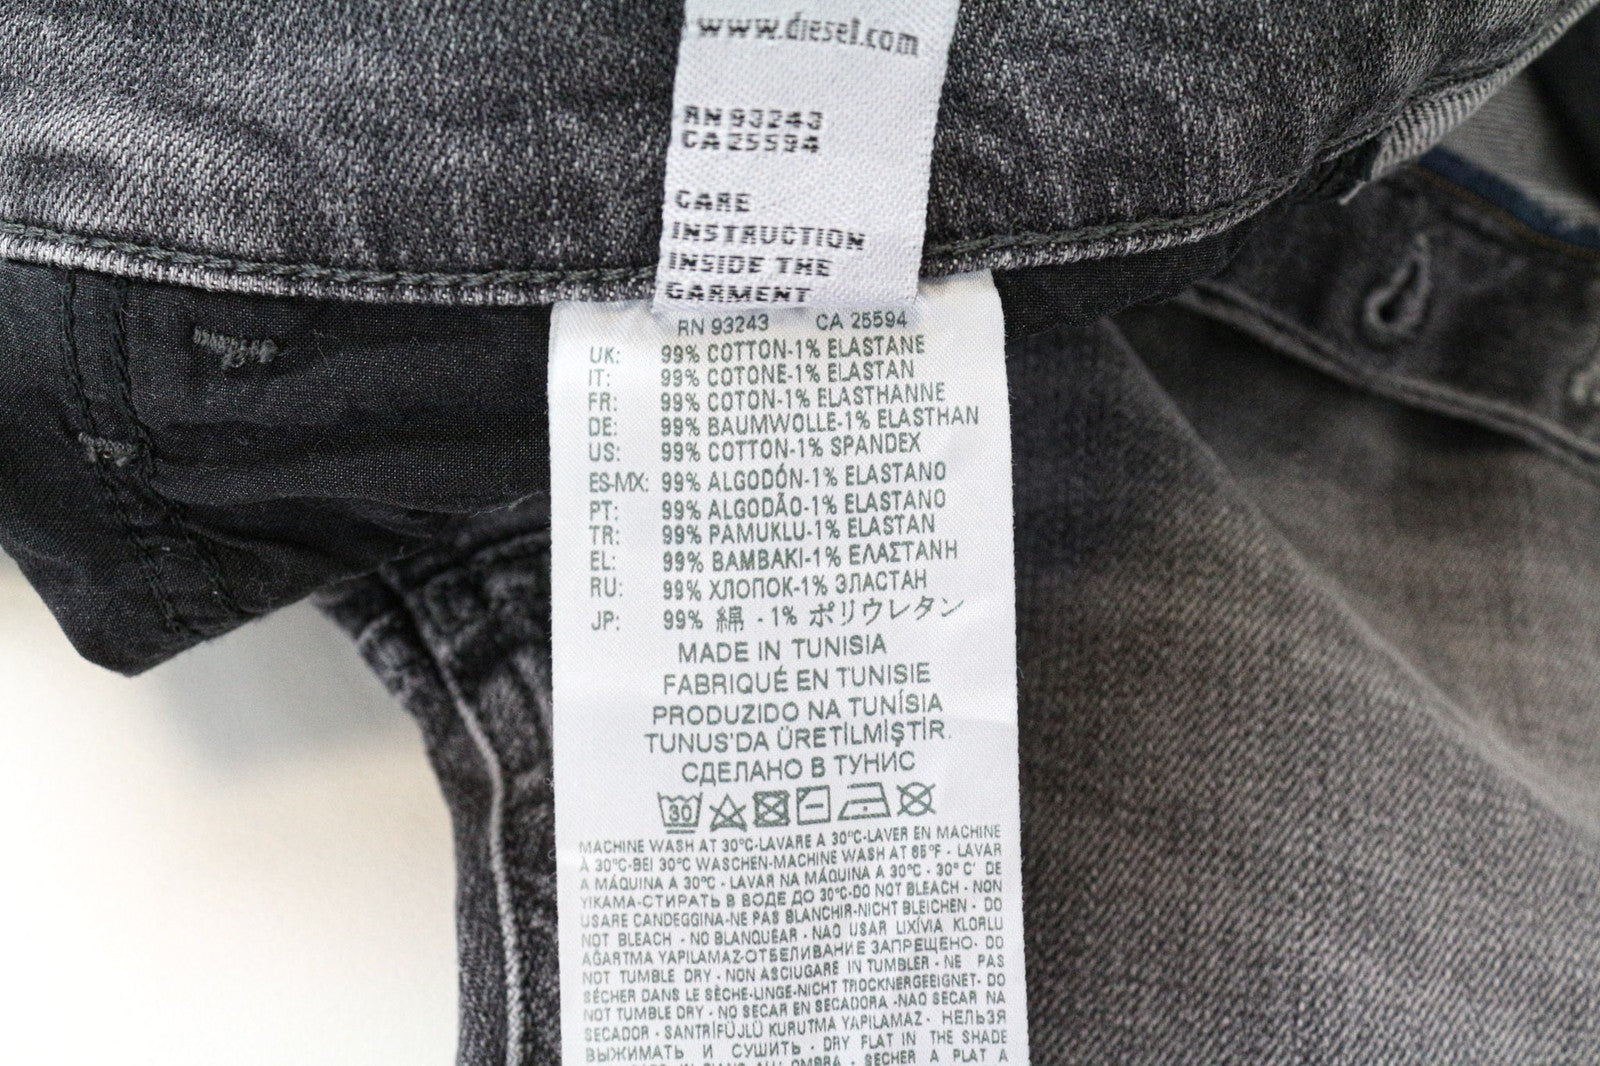 www.diesel.com
RN 93243
CA 25594
CARE
INSTRUCTION
INSIDE THE
GARMENT
RN 93243 CA 25594
UK: 99% COTTON-1% ELASTANE
IT: 99% COTONE-1% ELASTAN
FR: 99% COTON-1% ELASTHANNE
DE: 99% BAUMWOLLE-1% ELASTHAN
US: 99% COTTON-1% SPANDEX
ES-MX: 99% ALGODÓN-1% ELASTANO
PT: 99% ALGODÃO-1% ELASTANO
TR: 99% PAMUKLU-1% ELASTAN
EL: 99% ΒΑΜΒΑΚΙ-1% ΕΛΑΣΤΑΝΗ
RU: 99% ХЛОПОК-1% ЭЛАСТАН
JP: 99% 綿 - 1% ポリウレタン
MADE IN TUNISIA
FABRIQUÉ EN TUNISIE
PRODUZIDO NA TUNÍSIA
TUNUS'DA ÜRETİLMİŞTİR.
СДЕЛАНО В ТУНИС
30
MACHINE WASH AT 30°C-LAVARE A 30°C-LAVER EN MACHINE
À 30°C-BEI 30°C WASCHEN-MACHINE WASH AT 86°F - LAVAR
A MÁQUINA A 30°C - LAVAR NA MÁQUINA A 30°C - 30° C' DE
YIKAMA-СТИРАТЬ В ВОДЕ ДО 30°C-DO NOT BLEACH - NON
USARE CANDEGGINA-NE PAS BLANCHIR-NICHT BLEICHEN - DO
NOT BLEACH - NO BLANQUEAR - NAO USAR LIXÍVIA KLORLU
AĞARTMA YAPILAMAZ-ОТБЕЛИВАНИЕ ЗАПРЕЩЕНО- DO
NOT TUMBLE DRY - NON ASCIUGARE IN TUMBLER - NE PAS
SÉCHER DANS LE SÈCHE-LINGE-NICHT TROCKNERGEEIGNET- DO
NOT TUMBLE DRY - NO SECAR EN SECADORA -NAO SECAR NA
SECADOR - SANTRİFÜJLÜ KURUTMA YAPILAMAZ - НЕЛЬЗЯ
ВЫЖИМАТЬ И СУШИТЬ - DRY FLAT IN THE SHADE
IN PIANO ALL'OMBRA - SÉCHER A PLAT A